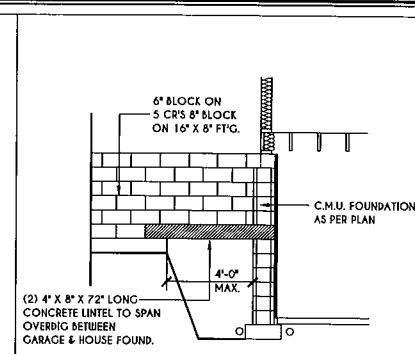 6" BLOCK ON
5 CR'S 8" BLOCK
ON 16" X 8" FT'G.
C.M.U. FOUNDATION
AS PER PLAN
4'-0"
MAX.
(2) 4" X 8" X 72" LONG
CONCRETE LINTEL TO SPAN
OVERDIG BETWEEN
GARAGE & HOUSE FOUND.